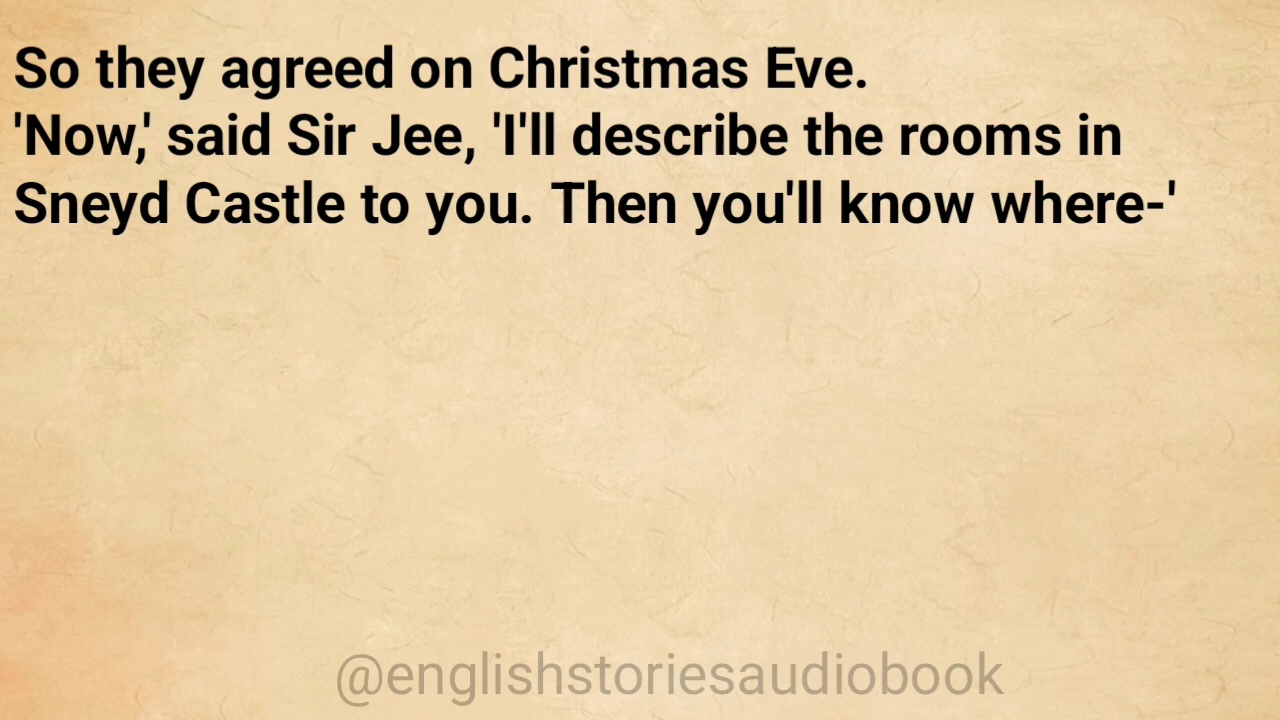 So they agreed on Christmas Eve.
'Now,' said Sir Jee, 'I'll describe the rooms in
Sneyd Castle to you. Then you'll know where-'
@englishstoriesaudiobook